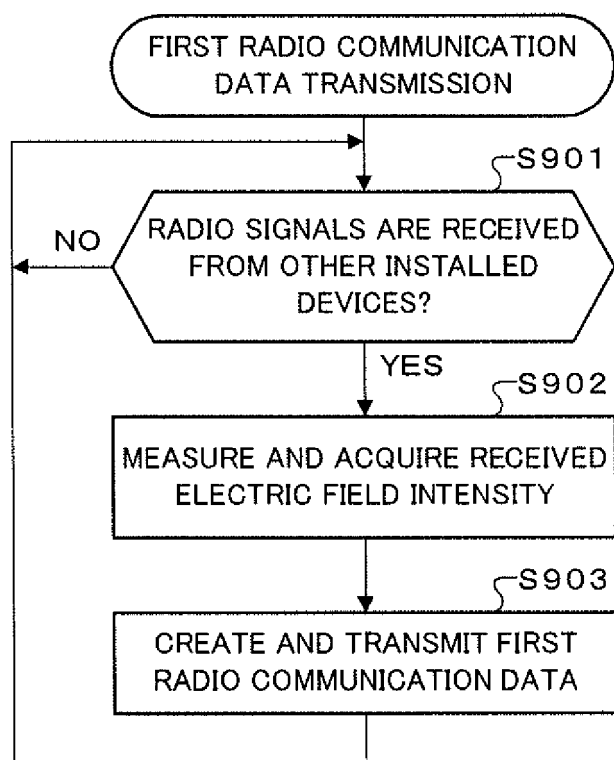 FIRST RADIO COMMUNICATION
DATA TRANSMISSION
S901
RADIO SIGNALS ARE RECEIVED
FROM OTHER INSTALLED
DEVICES?
NO
YES
S902
MEASURE AND ACQUIRE RECEIVED
ELECTRIC FIELD INTENSITY
S903
CREATE AND TRANSMIT FIRST
RADIO COMMUNICATION DATA